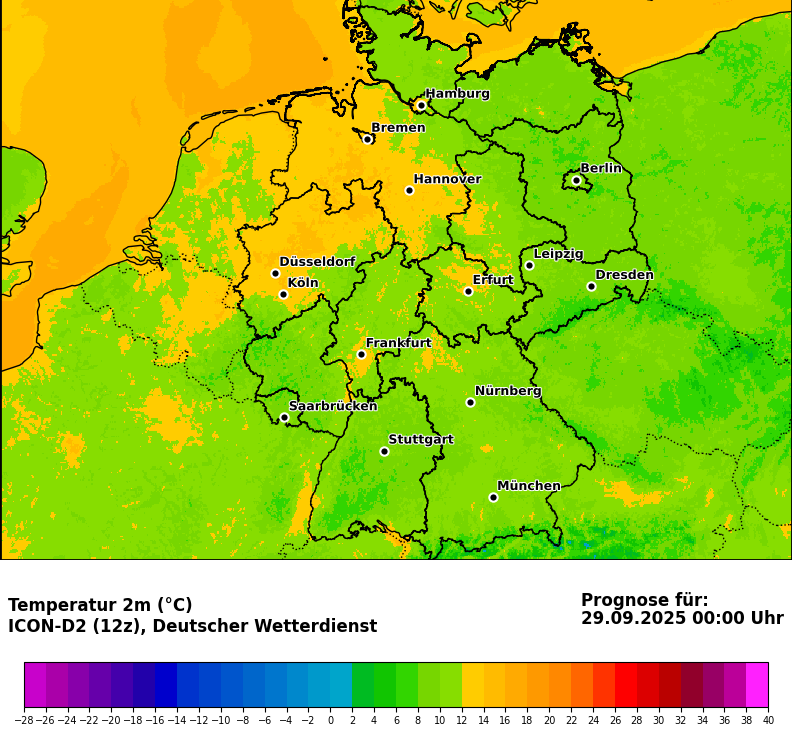 Hamburg
Bremen
Berlin
Hannover
Leipzig
Düsseldorf
Dresden
Köln
Erfurt
Frankfurt
Nürnberg
Saarbrücken
Stuttgart
München
Temperatur 2m (°C)
ICON-D2 (12z), Deutscher Wetterdienst
Prognose für:
29.09.2025 00:00 Uhr
−28 −26 −24 −22 −20 −18 −16 −14 −12 −10 −8 −6 −4 −2 0 2 4 6 8 10 12 14 16 18 20 22 24 26 28 30 32 34 36 38 40